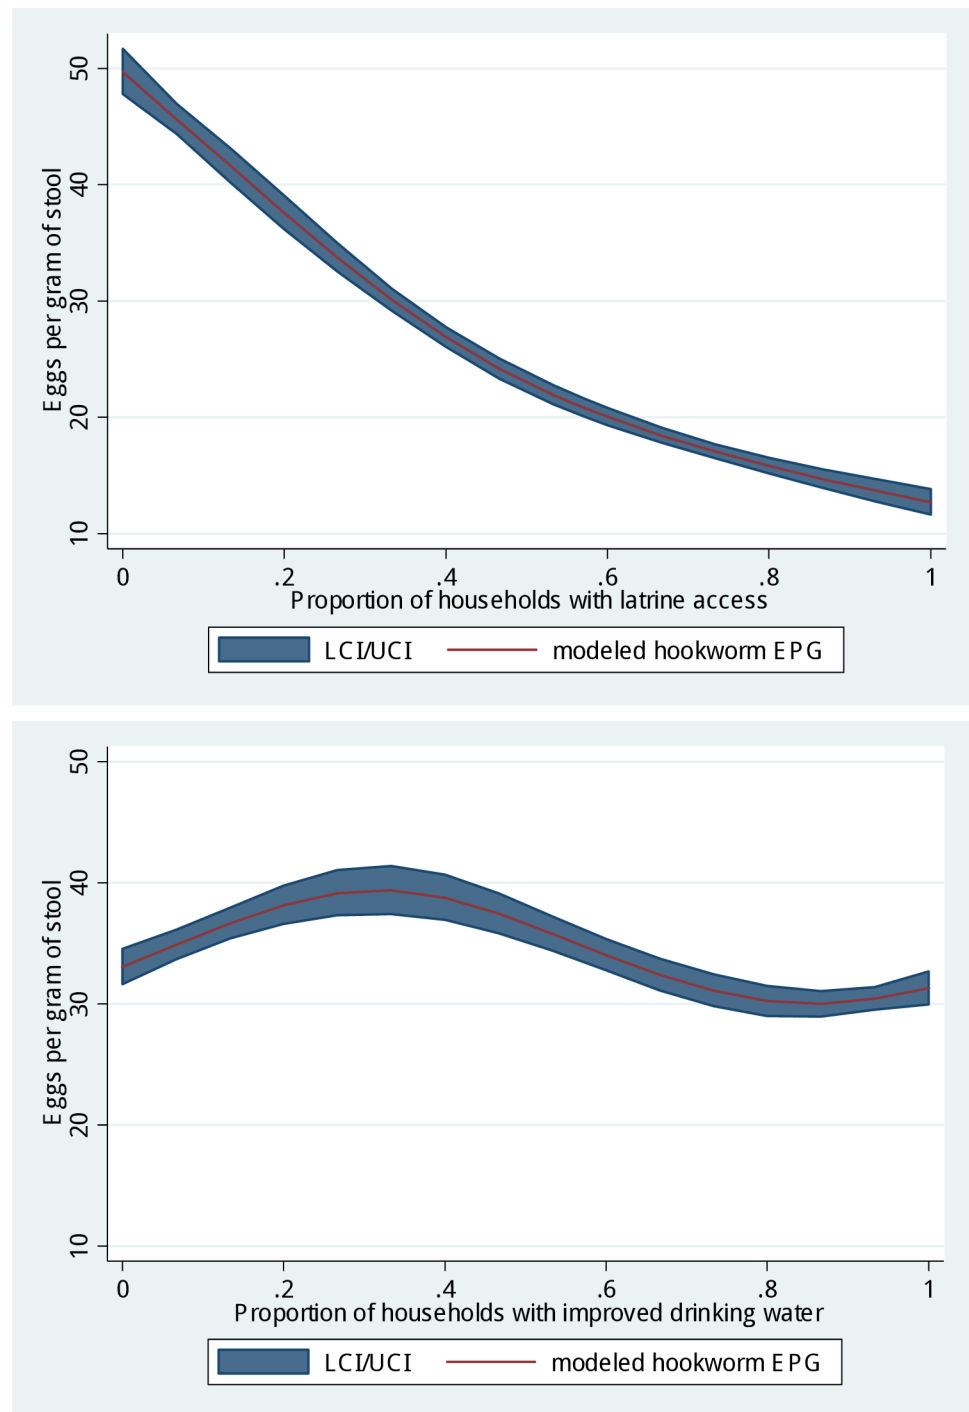 Eggs per gram of stool
50
40
30
20
10
0 .2 .4 .6 .8 1
Proportion of households with latrine access
LCI/UCI modeled hookworm EPG
Eggs per gram of stool
50
40
30
20
10
0 .2 .4 .6 .8 1
Proportion of households with improved drinking water
LCI/UCI modeled hookworm EPG